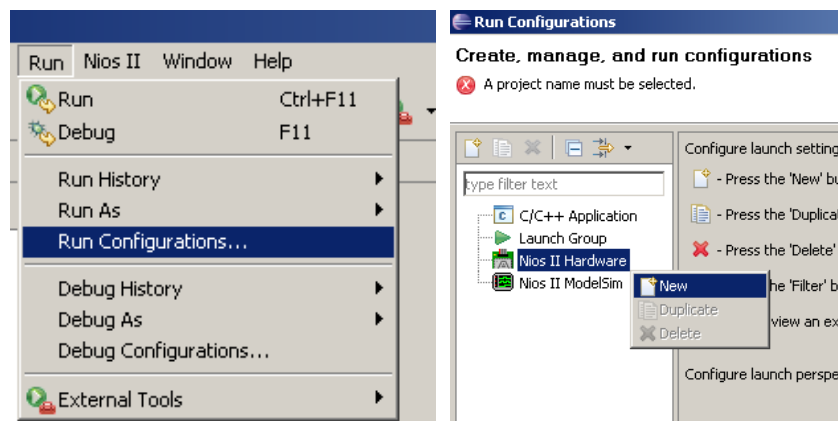 Run Nios II Window Help
Run Ctrl+F11
Debug F11
Run History
Run As
Run Configurations...
Debug History
Debug As
Debug Configurations...
External Tools
Run Configurations
Create, manage, and run configurations
A project name must be selected.
type filter text
C/C++ Application
Launch Group
Nios II Hardware
Nios II ModelSim
New
Duplicate
Delete
Configure launch setting
- Press the 'New' bu
- Press the 'Duplica
- Press the 'Delete'
he 'Filter' b
view an ex
Configure launch perspe